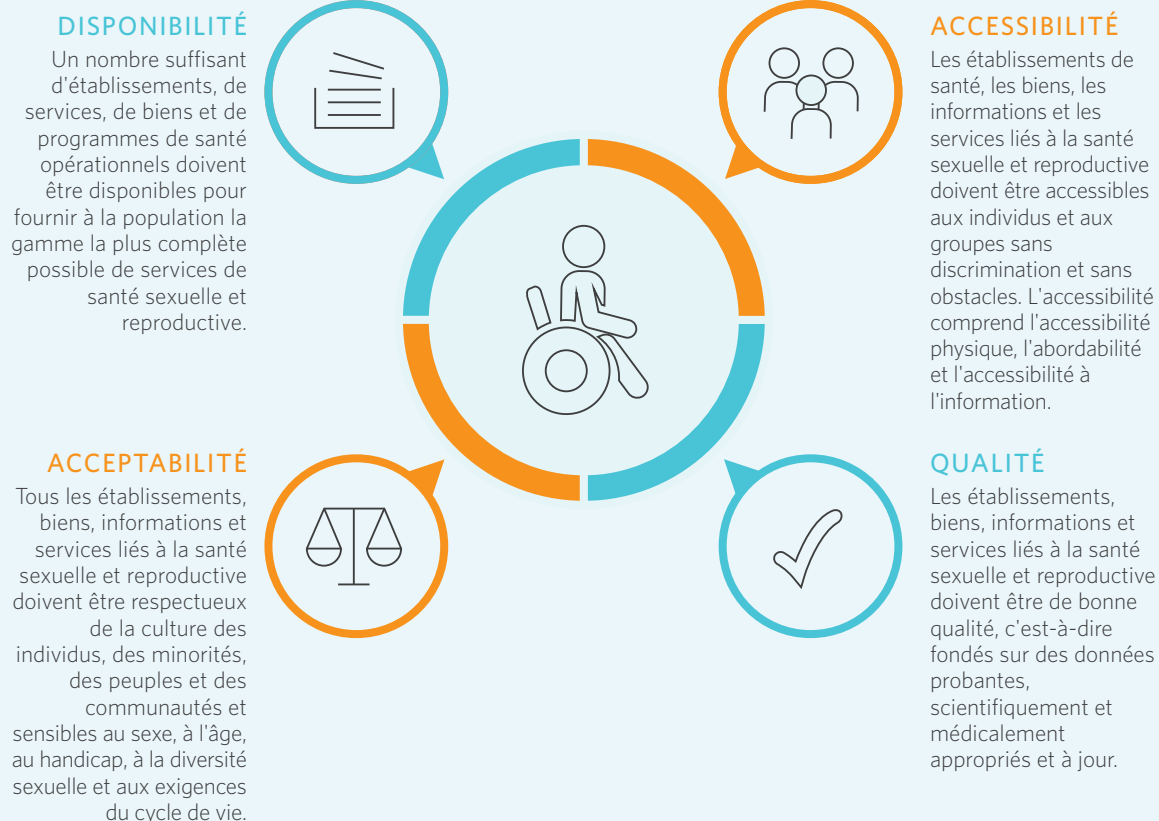 DISPONIBILITÉ
Un nombre suffisant
d'établissements, de
services, de biens et de
programmes de santé
opérationnels doivent
être disponibles pour
fournir à la population la
gamme la plus complète
possible de services de
santé sexuelle et
reproductive.
ACCESSIBILITÉ
Les établissements de
santé, les biens, les
informations et les
services liés à la santé
sexuelle et reproductive
doivent être accessibles
aux individus et aux
groupes sans
discrimination et sans
obstacles. L'accessibilité
comprend l'accessibilité
physique, l'abordabilité
et l'accessibilité à
l'information.
ACCEPTABILITÉ
Tous les établissements,
biens, informations et
services liés à la santé
sexuelle et reproductive
doivent être respectueux
de la culture des
individus, des minorités,
des peuples et des
communautés et
sensibles au sexe, à l'âge,
au handicap, à la diversité
sexuelle et aux exigences
du cycle de vie.
QUALITÉ
Les établissements,
biens, informations et
services liés à la santé
sexuelle et reproductive
doivent être de bonne
qualité, c'est-à-dire
fondés sur des données
probantes,
scientifiquement et
médicalement
appropriés et à jour.